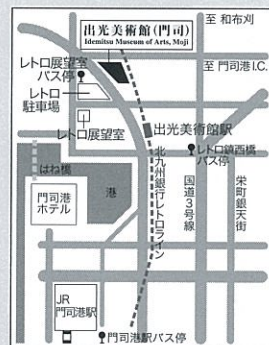 出光美術館(門司)
Idemitsu Museum of Arts, Moji
至 和布刈
レトロ展望室
バス停
至 門司港I.C.
レトロ
駐車場
出光美術館駅
レトロ展望室
レトロ鎮西橋
バス停
はね橋
港
門司港
ホテル
北九州銀行レトロライン
国道3号線
栄町銀天街
JR
門司港駅
門司港駅バス停